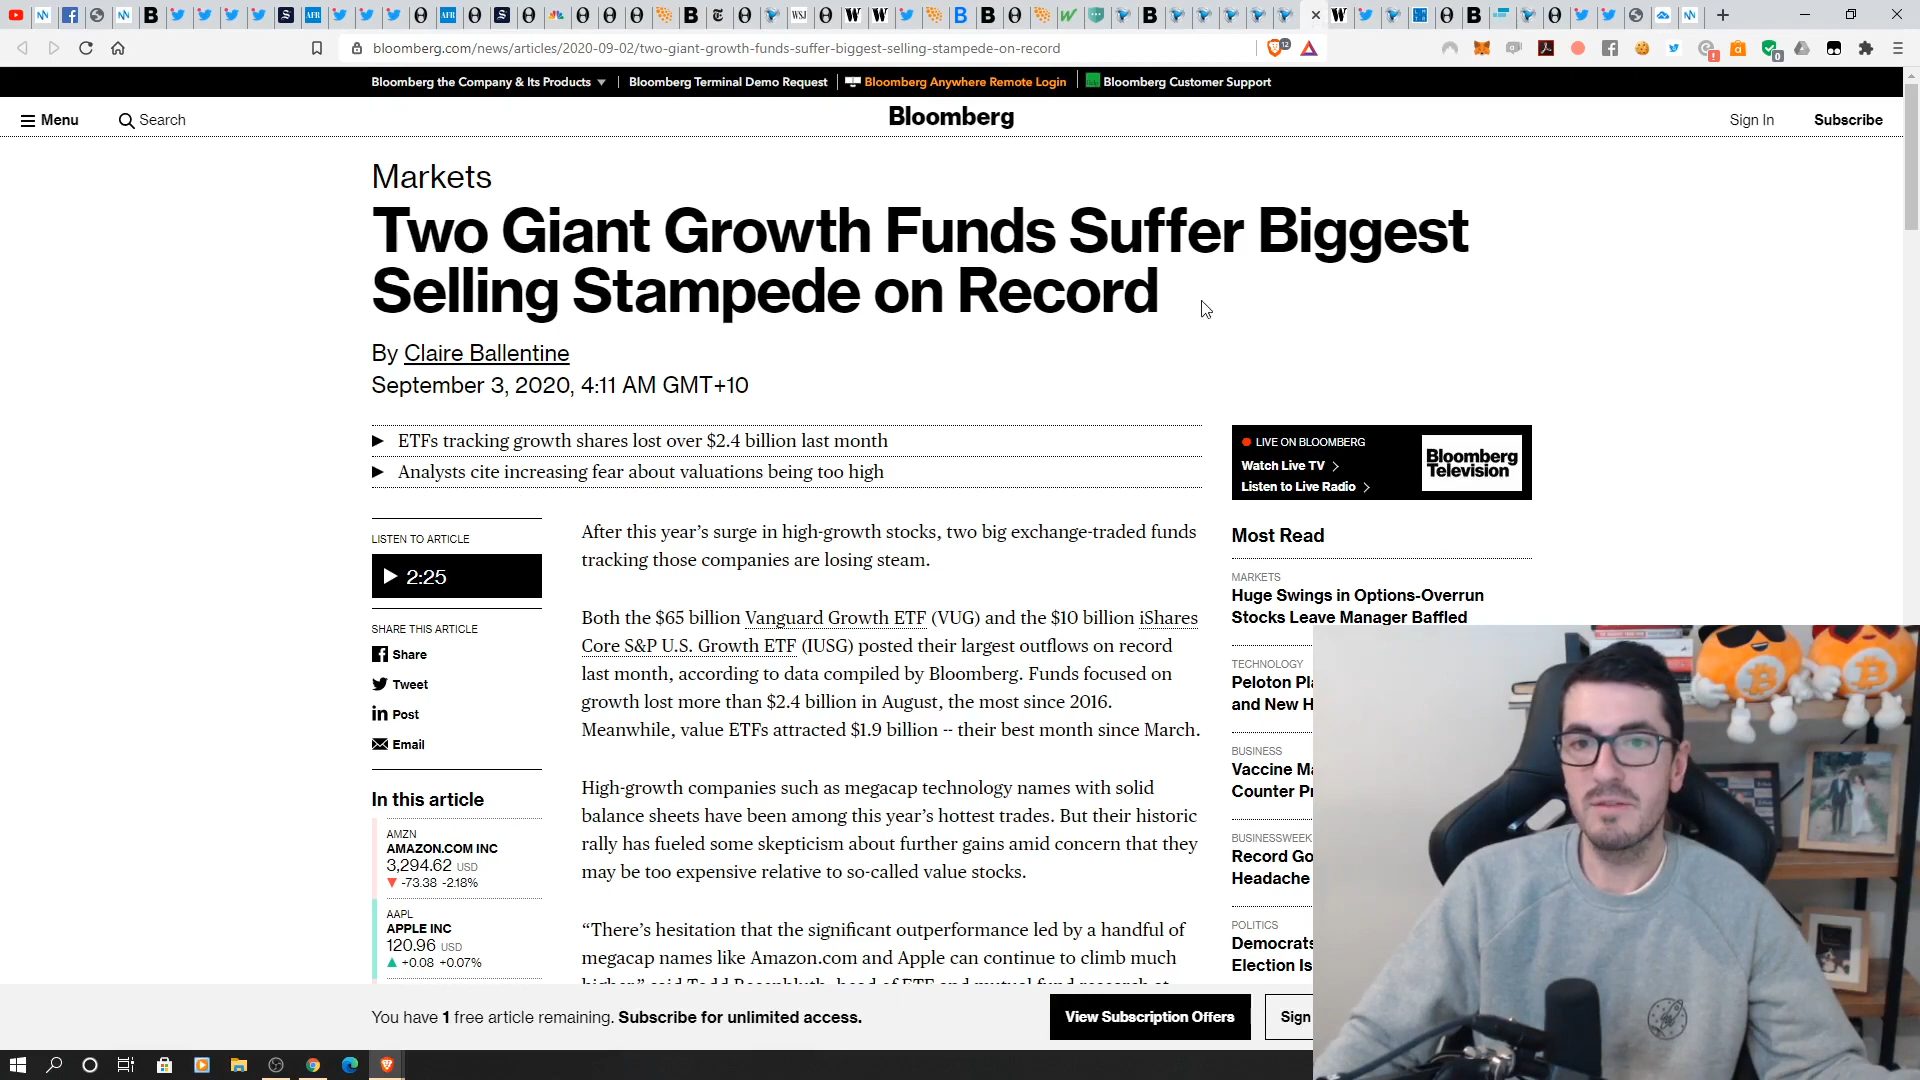 bloomberg.com/news/articles/2020-09-02/two-giant-growth-funds-suffer-biggest-selling-stampede-on-record
Bloomberg the Company & Its Products
Bloomberg Terminal Demo Request
Bloomberg Anywhere Remote Login
Bloomberg Customer Support
Menu
Search
Bloomberg
Sign In
Subscribe
Markets
Two Giant Growth Funds Suffer Biggest
Selling Stampede on Record
By Claire Ballentine
September 3, 2020, 4:11 AM GMT+10
ETFs tracking growth shares lost over $2.4 billion last month
Analysts cite increasing fear about valuations being too high
LISTEN TO ARTICLE
2:25
SHARE THIS ARTICLE
Share
Tweet
Post
Email
In this article
AMZN
AMAZON.COM INC
3,294.62 USD
▼ -73.38 -2.18%
AAPL
APPLE INC
120.96 USD
▲ +0.08 +0.07%
After this year’s surge in high-growth stocks, two big exchange-traded funds
tracking those companies are losing steam.
Both the $65 billion Vanguard Growth ETF (VUG) and the $10 billion iShares
Core S&P U.S. Growth ETF (IUSG) posted their largest outflows on record
last month, according to data compiled by Bloomberg. Funds focused on
growth lost more than $2.4 billion in August, the most since 2016.
Meanwhile, value ETFs attracted $1.9 billion -- their best month since March.
High-growth companies such as megacap technology names with solid
balance sheets have been among this year’s hottest trades. But their historic
rally has fueled some skepticism about further gains amid concern that they
may be too expensive relative to so-called value stocks.
“There’s hesitation that the significant outperformance led by a handful of
megacap names like Amazon.com and Apple can continue to climb much
LIVE ON BLOOMBERG
Watch Live TV
Listen to Live Radio
Bloomberg
Television
Most Read
MARKETS
Huge Swings in Options-Overrun
Stocks Leave Manager Baffled
TECHNOLOGY
Peloton
and New
BUSINESS
Vaccine
Counter
BUSINESSWEEK
Record
Headache
POLITICS
Democrats
Election
You have 1 free article remaining. Subscribe for unlimited access.
View Subscription Offers
Sign